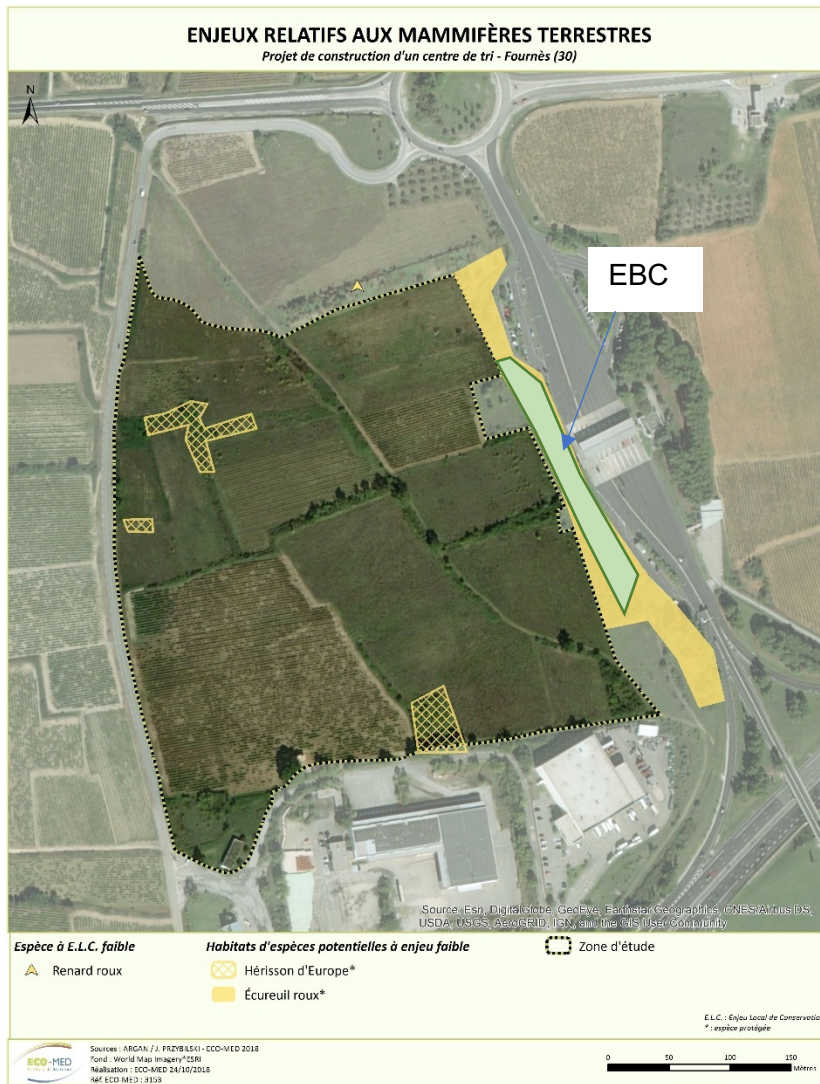 ENJEUX RELATIFS AUX MAMMIFÈRES TERRESTRES
Projet de construction d'un centre de tri - Fournès (30)
N
EBC
Source: Esri, DigitalGlobe, GeoEye, Earthstar Geographics, CNES/Airbus DS,
USDA, USGS, AeroGRID, IGN, and the GIS User Community
Espèce à E.L.C. faible
Renard roux
Habitats d'espèces potentielles à enjeu faible
Hérisson d'Europe*
Écureuil roux*
Zone d'étude
E.L.C. : Enjeu Local de Conservation
* : espèce protégée
ECO-MED
Sources : ARGAN / J. PRZYBILSKI - ECO-MED 2018
Fond : World Map Imagery*ESRI
Réalisation : ECO-MED 24/10/2018
Réf. ECO-MED : 3153
0 50 100 150
Mètres